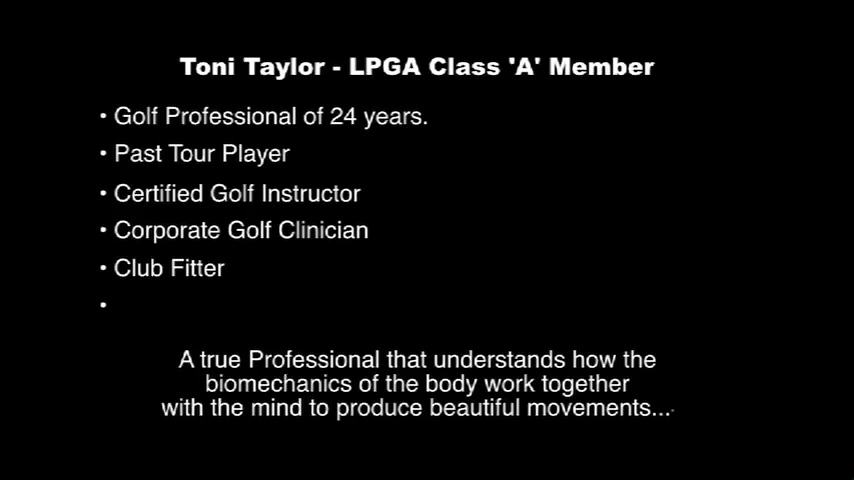 Toni Taylor - LPGA Class 'A' Member
• Golf Professional of 24 years.
• Past Tour Player
• Certified Golf Instructor
• Corporate Golf Clinician
• Club Fitter
•
A true Professional that understands how the
biomechanics of the body work together
with the mind to produce beautiful movements...